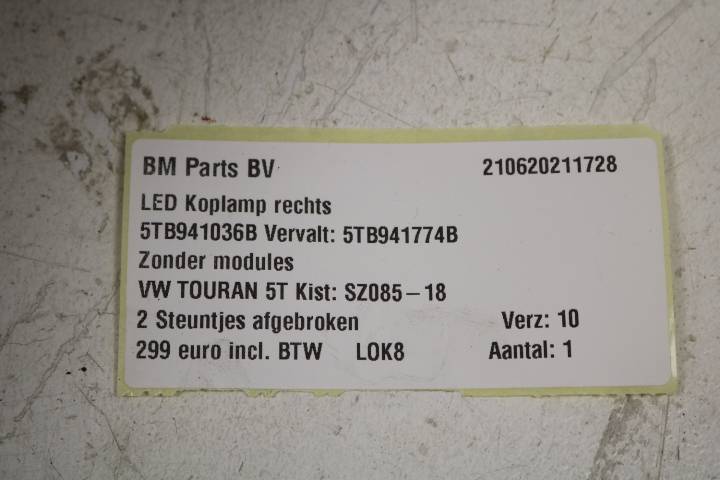 BM Parts BV 210620211728
LED Koplamp rechts
5TB941036B Vervalt: 5TB941774B
Zonder modules
VW TOURAN 5T Kist: SZ085-18
2 Steuntjes afgebroken Verz: 10
299 euro incl. BTW LOK8 Aantal: 1